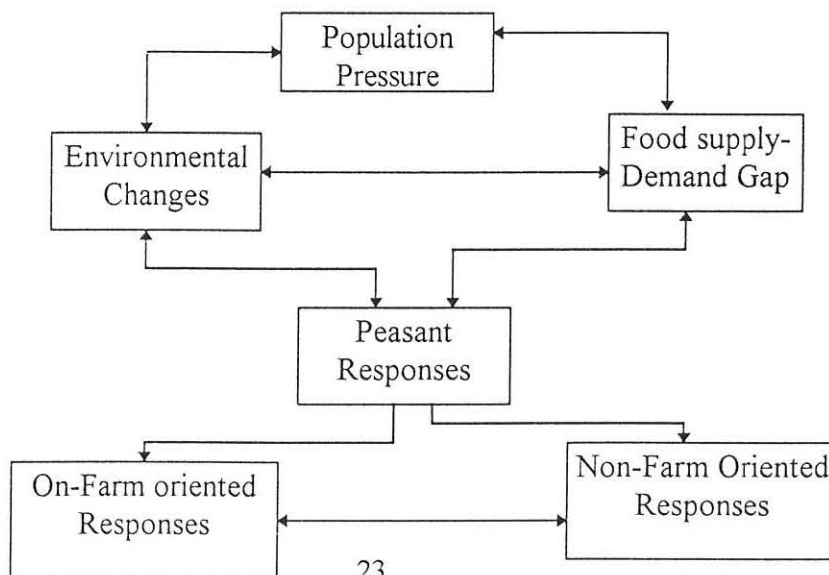 Population
Pressure
Environmental
Changes
Food supply-
Demand Gap
Peasant
Responses
On-Farm oriented
Responses
Non-Farm Oriented
Responses
23